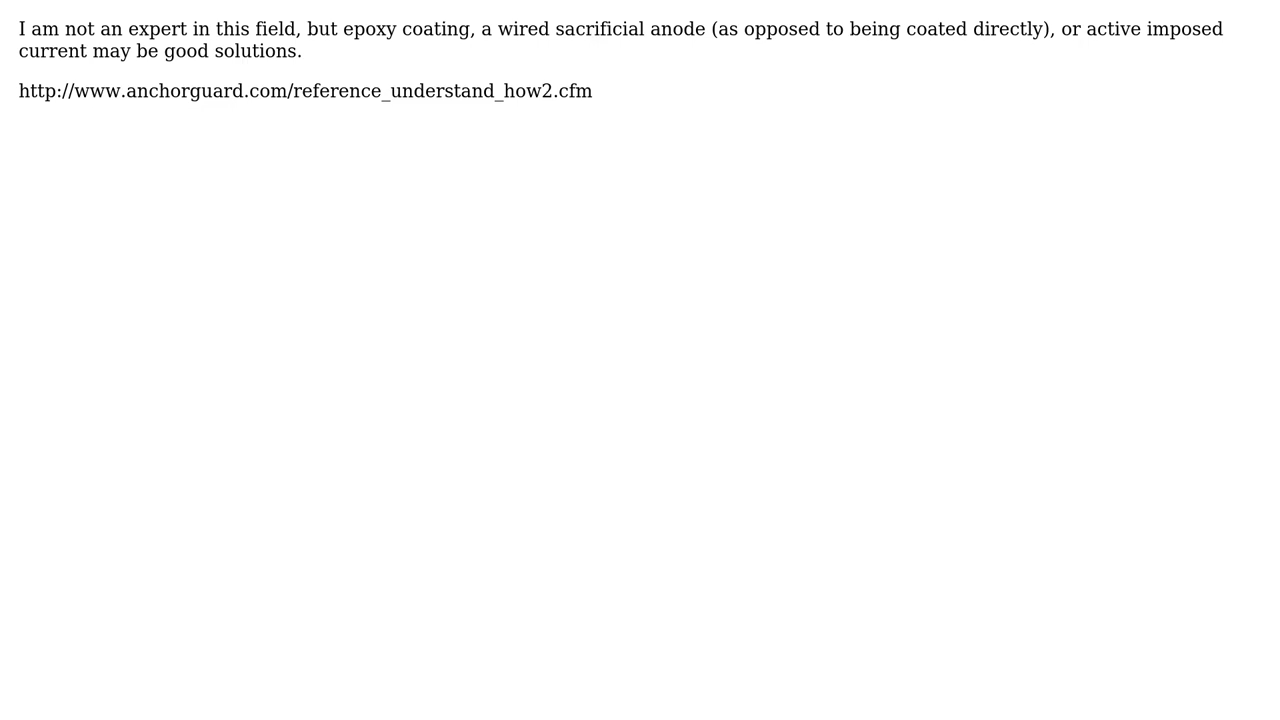 I am not an expert in this field, but epoxy coating, a wired sacrificial anode (as opposed to being coated directly), or active imposed
current may be good solutions.
http://www.anchorguard.com/reference_understand_how2.cfm